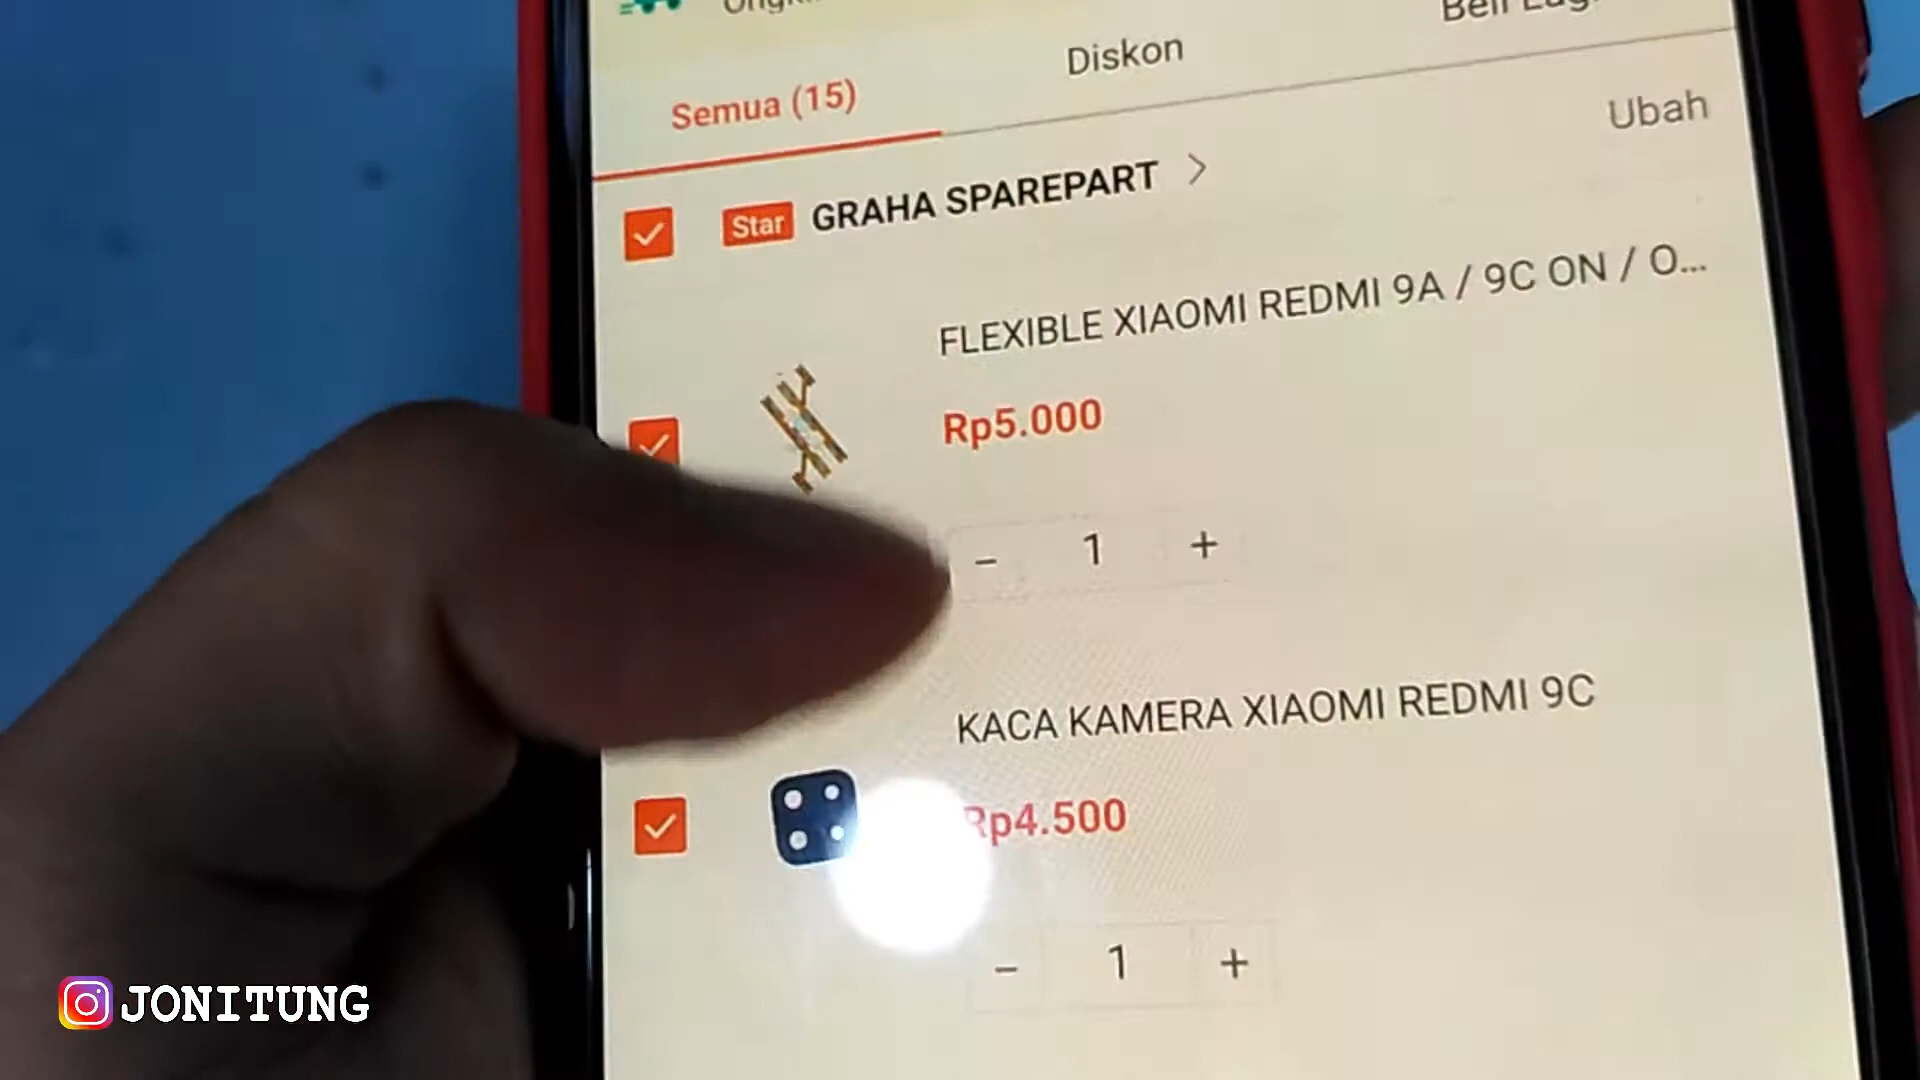 Diskon
Semua (15)
Ubah
Star GRAHA SPAREPART
FLEXIBLE XIAOMI REDMI 9A / 9C ON / O...
Rp5.000
- 1 +
KACA KAMERA XIAOMI REDMI 9C
Rp4.500
- 1 +
JONITUNG